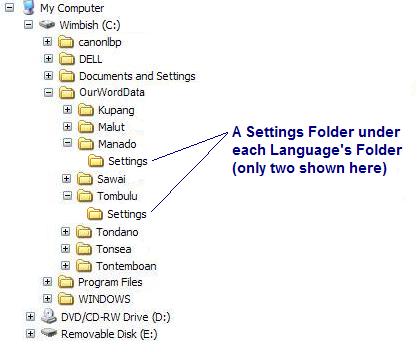 My Computer
Wimbish (C:)
canonlbp
DELL
Documents and Settings
OurWordData
Kupang
Malut
Manado
Settings
Sawai
Tombulu
Settings
Tondano
Tonsea
Tontemboan
Program Files
WINDOWS
DVD/CD-RW Drive (D:)
Removable Disk (E:)
A Settings Folder under
each Language's Folder
(only two shown here)